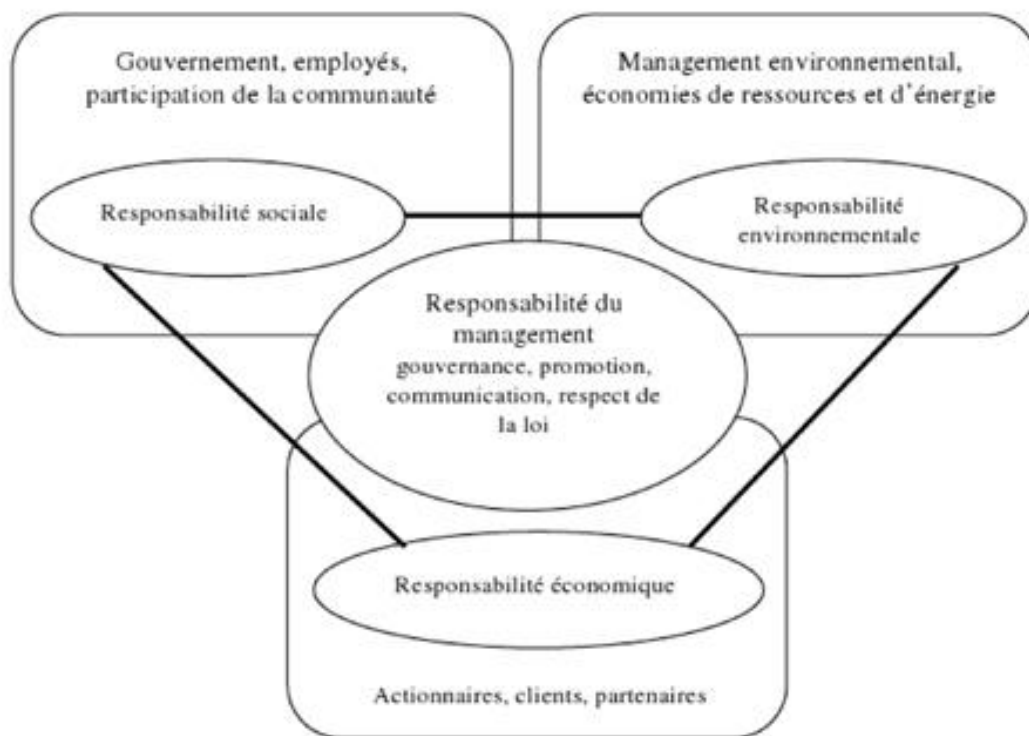 Gouvernement, employés,
participation de la communauté
Management environnemental,
économies de ressources et d'énergie
Responsabilité sociale
Responsabilité
environnementale
Responsabilité du
management
gouvernance, promotion,
communication, respect de
la loi
Responsabilité économique
Actionnaires, clients, partenaires